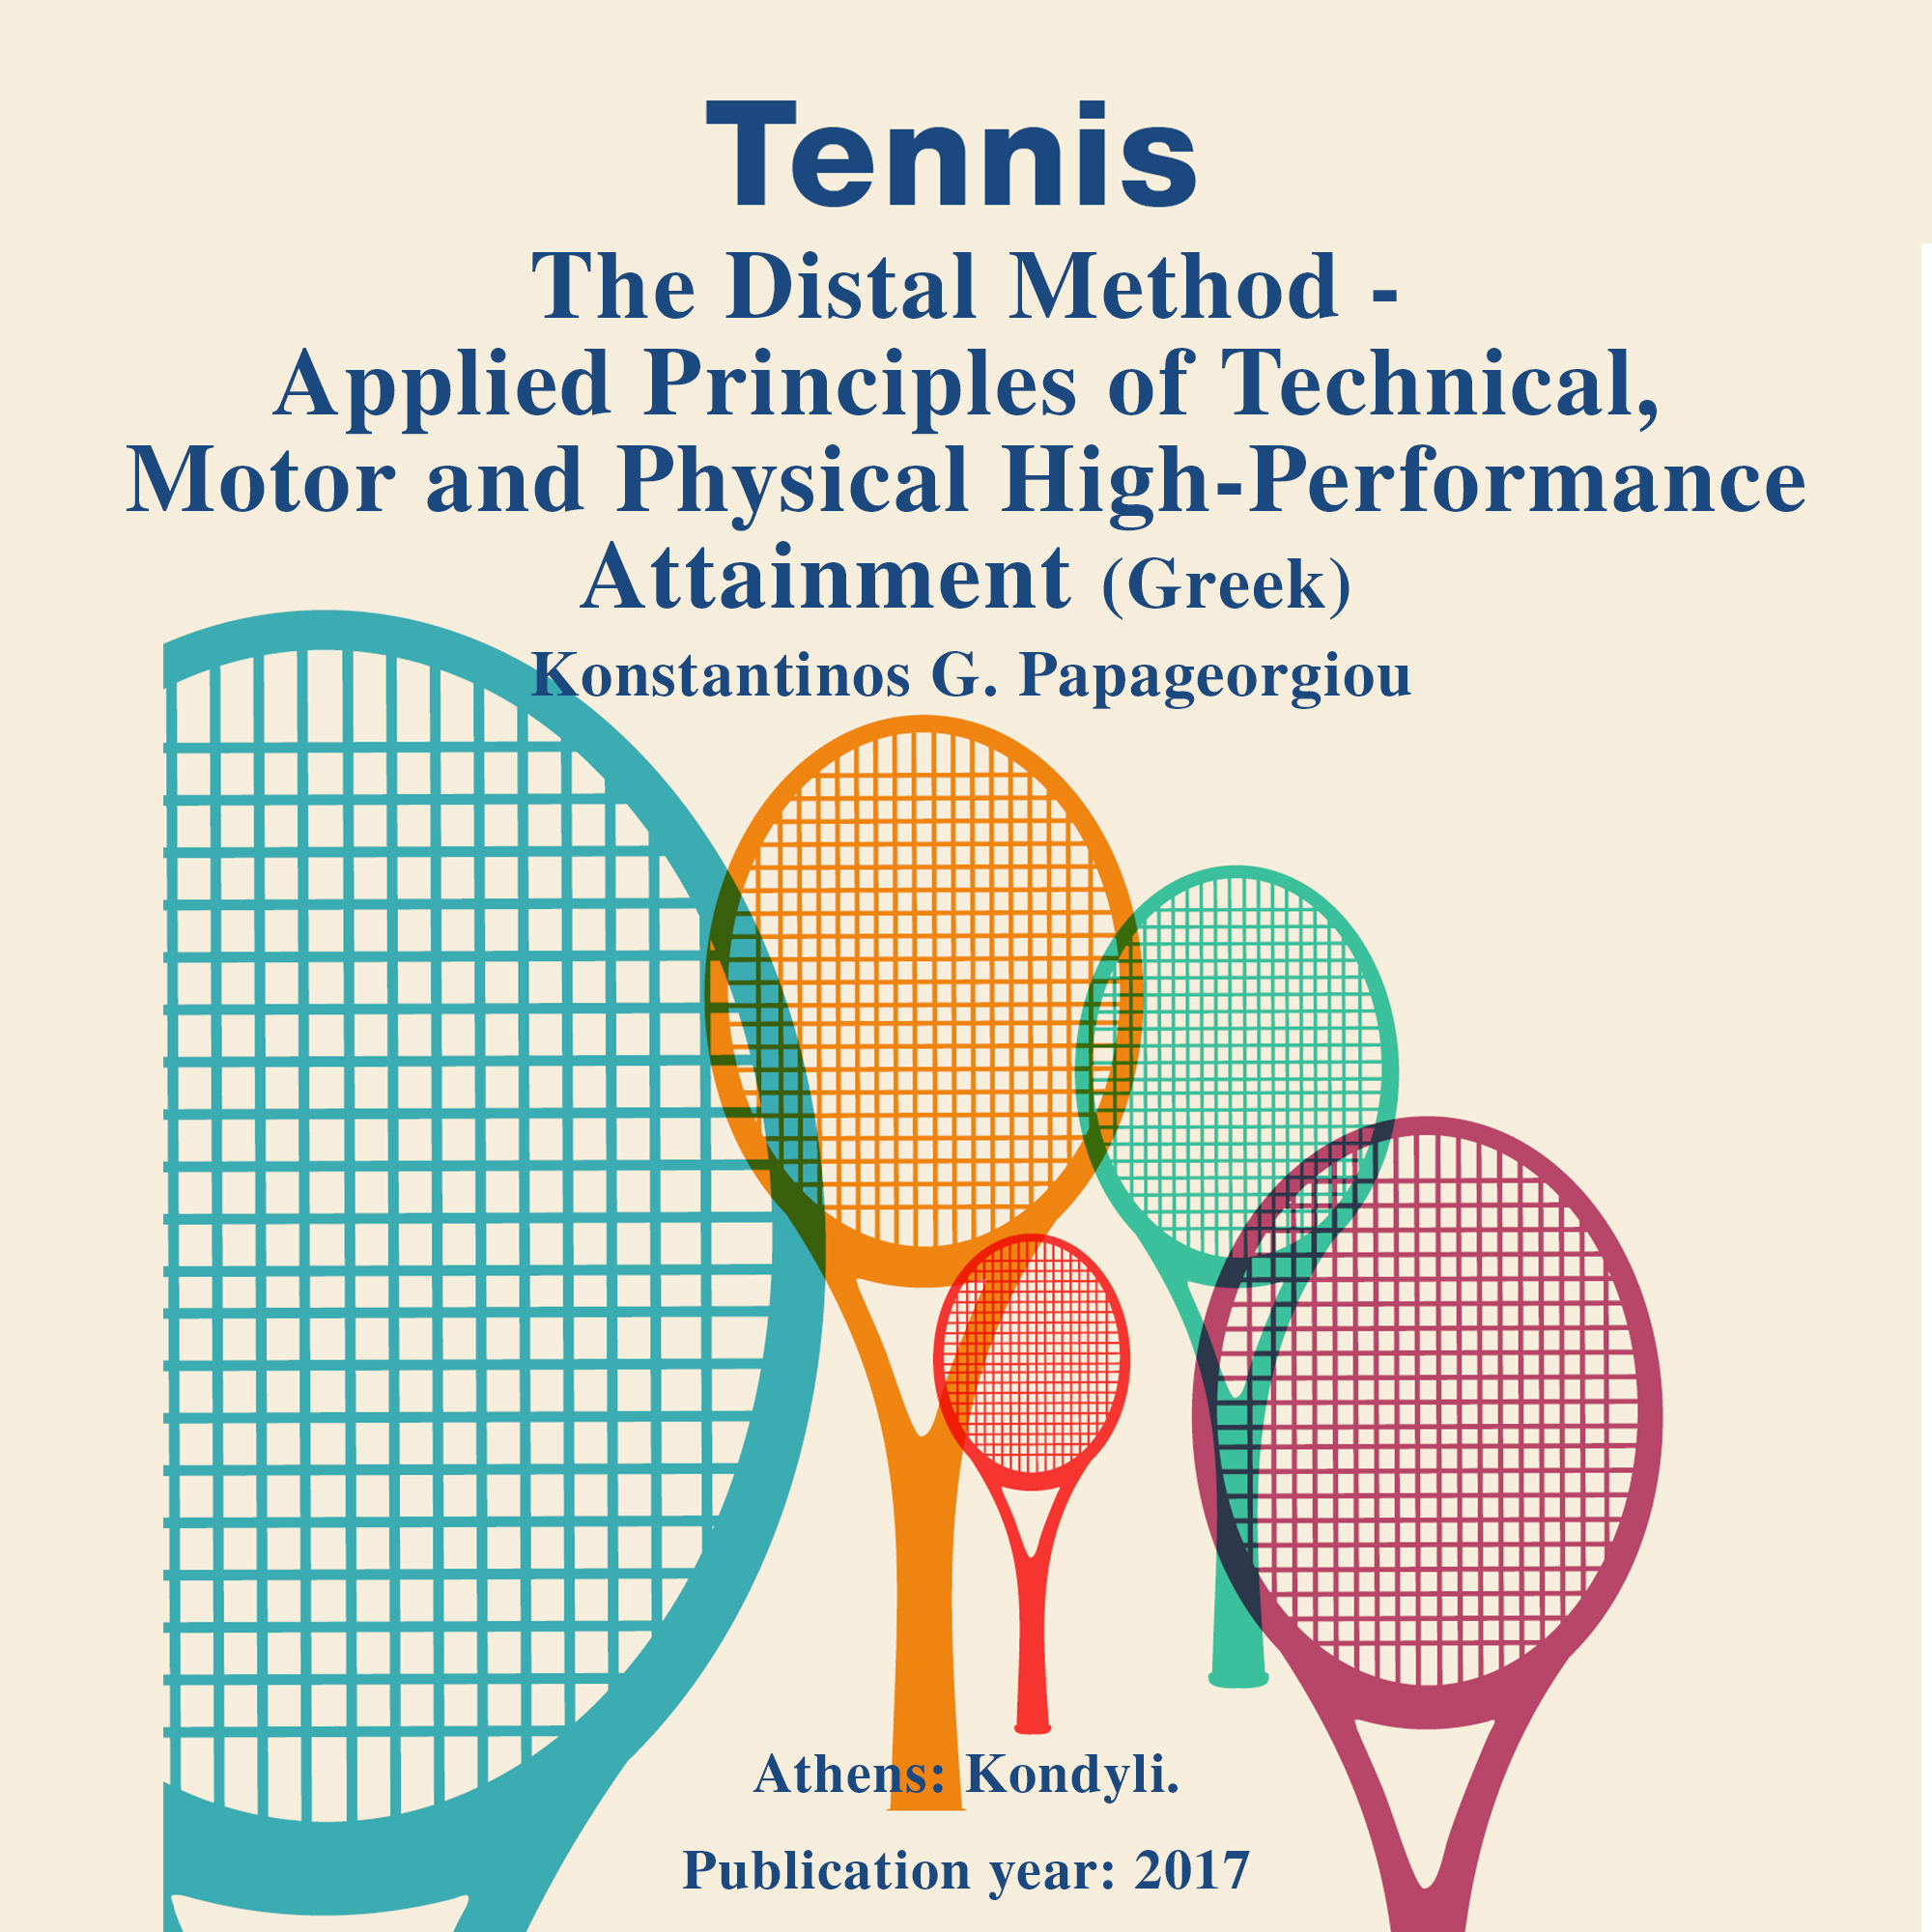 Tennis
The Distal Method -
Applied Principles of Technical,
Motor and Physical High-Performance
Attainment (Greek)
Konstantinos G. Papageorgiou
Athens: Kondyli.
Publication year: 2017